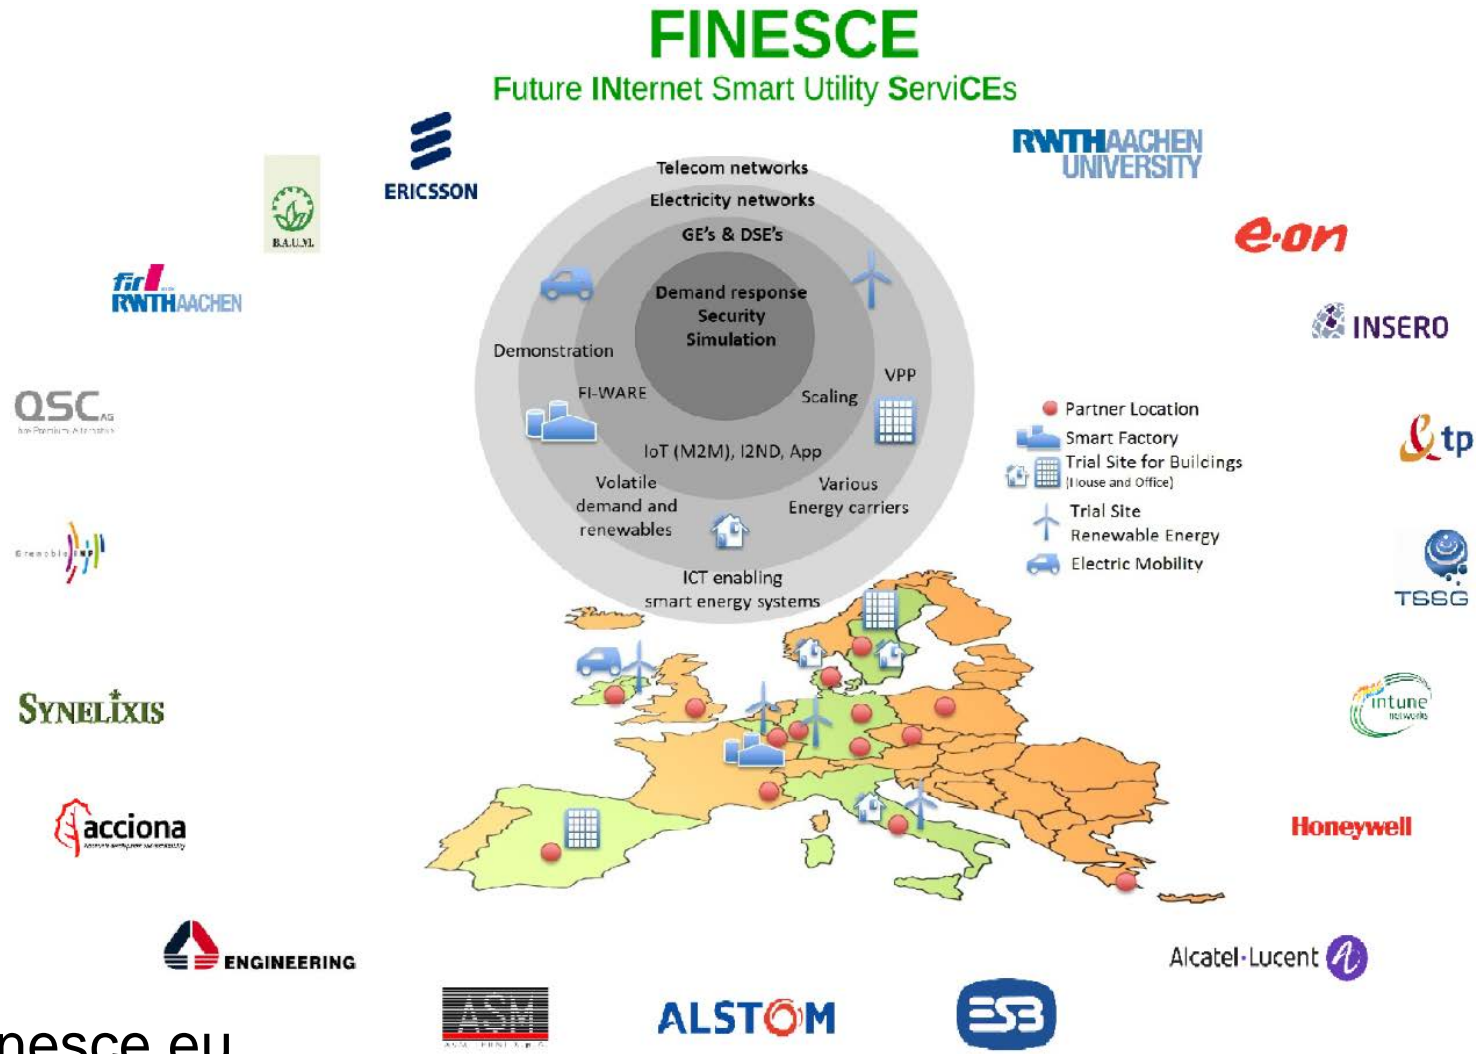 FINESCE
Future INternet Smart Utility ServiCEs
ERICSSON
RWTHAACHEN
UNIVERSITY
B.A.U.M.
e·on
fir
RWTHAACHEN
INSERO
QSC AG
tp
Grenoble INP
TSSG
SYNELIXIS
intune
networks
acciona
Honeywell
ENGINEERING
Alcatel·Lucent
ASM
ALSTOM
ESB
nesce.eu
Telecom networks
Electricity networks
GE's & DSE's
Demand response
Security
Simulation
Demonstration
FI-WARE
Scaling
VPP
IoT (M2M), I2ND, App
Volatile
demand and
renewables
Various
Energy carriers
ICT enabling
smart energy systems
Partner Location
Smart Factory
Trial Site for Buildings
(House and Office)
Trial Site
Renewable Energy
Electric Mobility